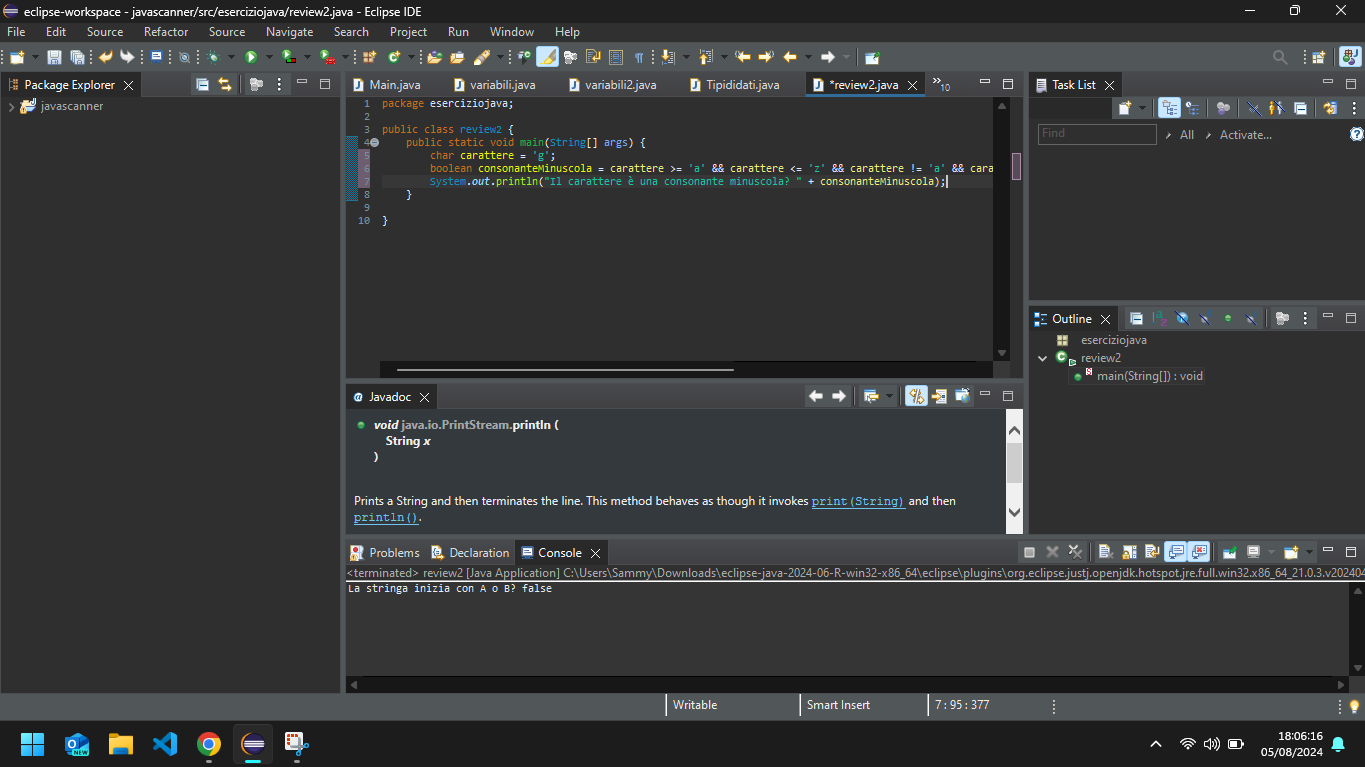 eclipse-workspace - javascanner/src/eserciziojava/review2.java - Eclipse IDE
File Edit Source Refactor Source Navigate Search Project Run Window Help
Package Explorer
javascanner
Main.java variabili.java variabili2.java Tipididati.java *review2.java »10
1 package eserciziojava;
2
3 public class review2 {
4 public static void main(String[] args) {
5 char carattere = 'g';
6 boolean consonanteMinuscola = carattere >= 'a' && carattere <= 'z' && carattere != 'a' && cara
7 System.out.println("Il carattere è una consonante minuscola? " + consonanteMinuscola);
8 }
9
10 }
Task List
Find All Activate...
Outline
eserciziojava
review2
main(String[]) : void
Javadoc
void java.io.PrintStream.println (
String x
)
Prints a String and then terminates the line. This method behaves as though it invokes print(String) and then
println().
Problems Declaration Console
<terminated> review2 [Java Application] C:\Users\Sammy\Downloads\eclipse-java-2024-06-R-win32-x86_64\eclipse\plugins\org.eclipse.justj.openjdk.hotspot.jre.full.win32.x86_64_21.0.3.v202404
La stringa inizia con A o B? false
Writable Smart Insert 7 : 95 : 377
NEW
18:06:16
05/08/2024